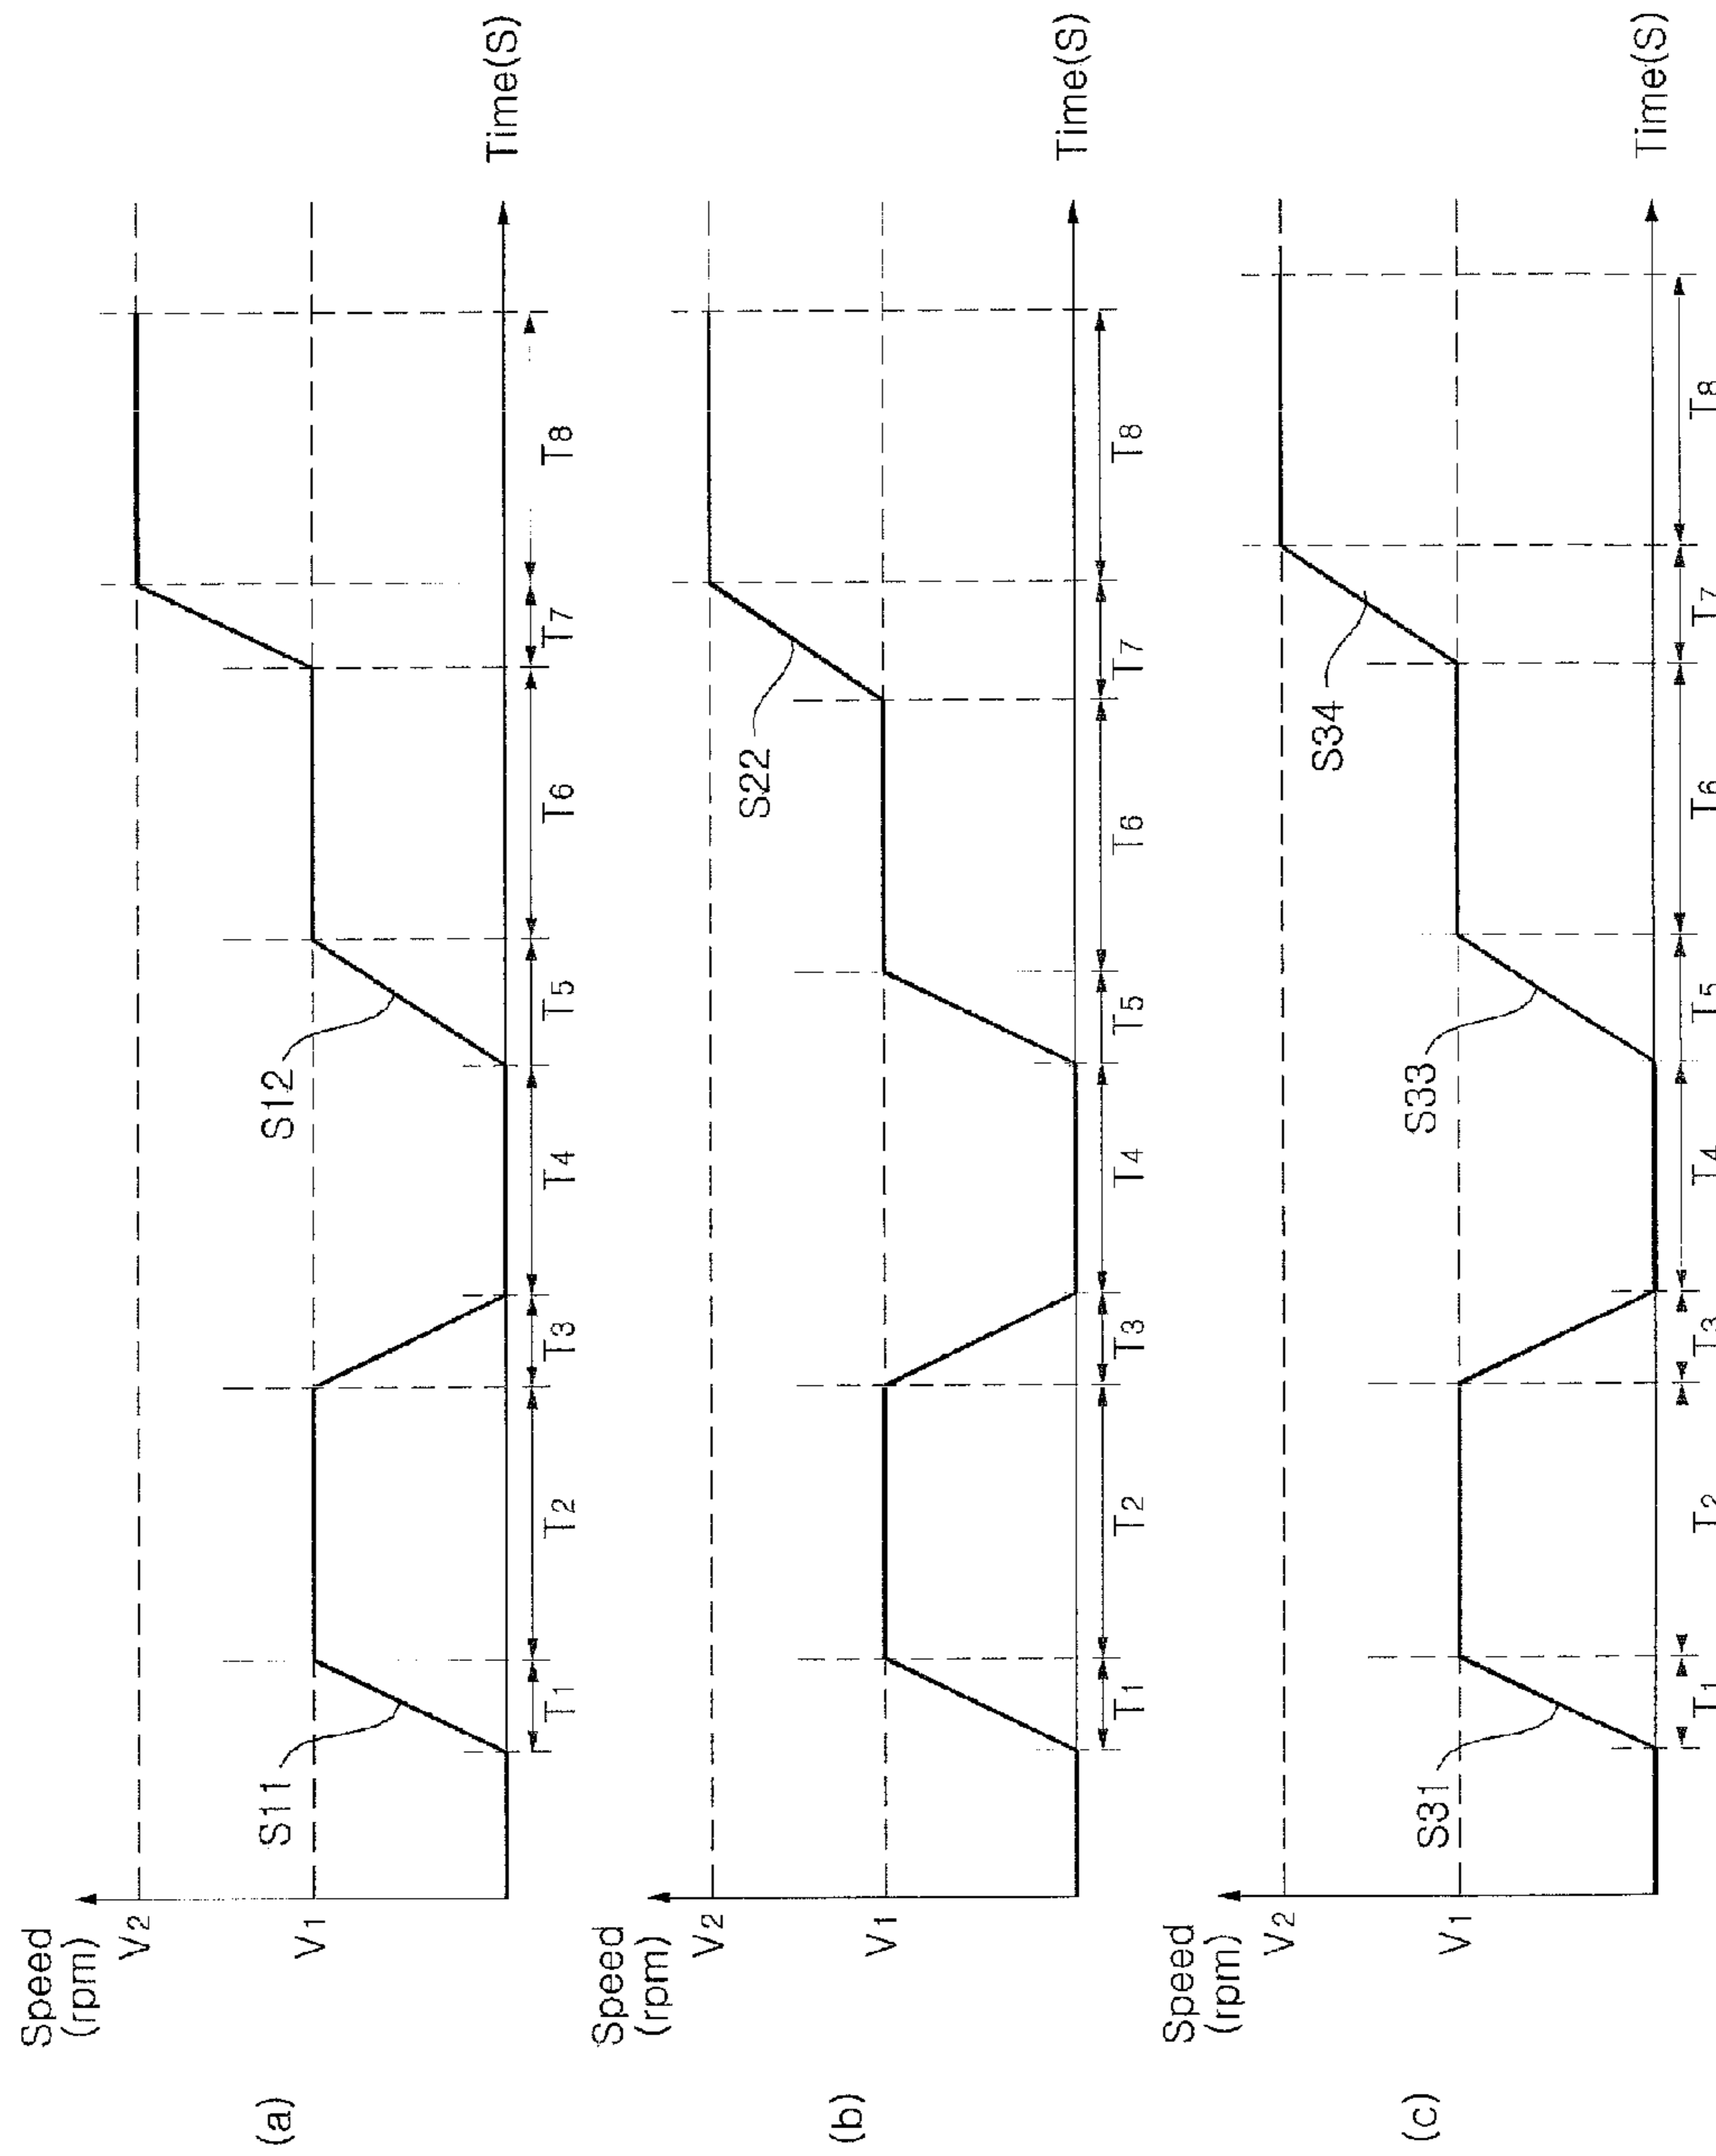 (a)
Speed
(rpm)
V2
V1
S11
S12
T1 T2 T3 T4 T5 T6 T7 T8
Time(S)
(b)
Speed
(rpm)
V2
V1
S22
T1 T2 T3 T4 T5 T6 T7 T8
Time(S)
(c)
Speed
(rpm)
V2
V1
S31
S33
S34
T1 T2 T3 T4 T5 T6 T7 T8
Time(S)